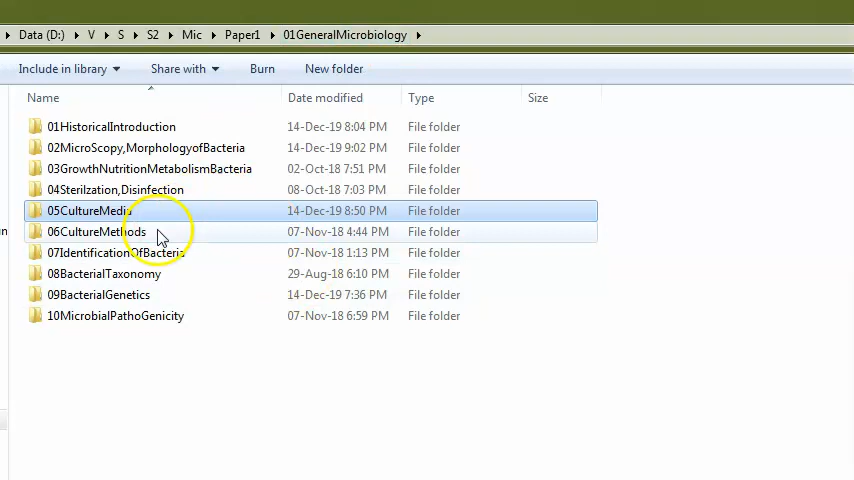 Data (D:) V S S2 Mic Paper1 01GeneralMicrobiology
Include in library Share with Burn New folder
Name Date modified Type Size
01HistoricalIntroduction 14-Dec-19 8:04 PM File folder
02MicroScopy,MorphologyofBacteria 14-Dec-19 9:02 PM File folder
03GrowthNutritionMetabolismBacteria 02-Oct-18 7:51 PM File folder
04Sterilzation,Disinfection 08-Oct-18 7:03 PM File folder
05CultureMedia 14-Dec-19 8:50 PM File folder
06CultureMethods 07-Nov-18 4:44 PM File folder
07IdentificationOfBacteria 07-Nov-18 1:13 PM File folder
08BacterialTaxonomy 29-Aug-18 6:10 PM File folder
09BacterialGenetics 14-Dec-19 7:36 PM File folder
10MicrobialPathoGenicity 07-Nov-18 6:59 PM File folder